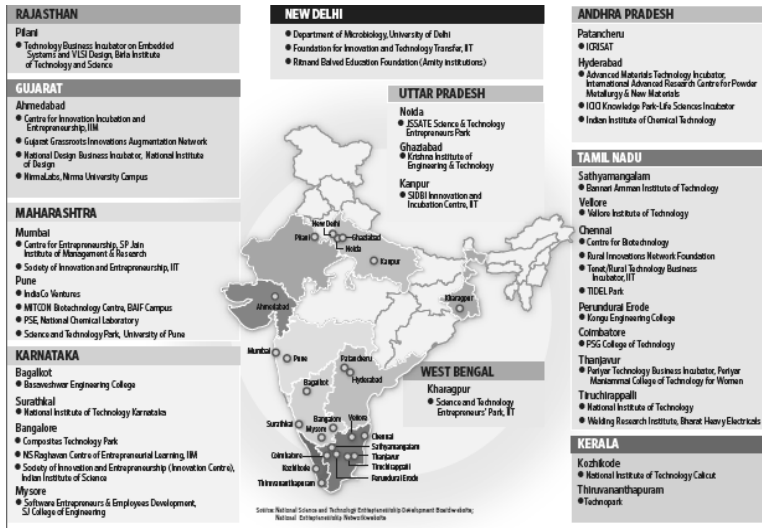 RAJASTHAN
Pilani
● Technology Business Incubator on Embedded
Systems and VLSI Design, Birla Institute
of Technology and Science
GUJARAT
Ahmedabad
● Centre for Innovation Incubation and
Entrepreneurship, IIM
● Gujarat Grassroots Innovations Augmentation Network
● National Design Business Incubator, National Institute
of Design
● NirmaLabs, Nirma University Campus
MAHARASHTRA
Mumbai
● Centre for Entrepreneurship, SP Jain
Institute of Management & Research
● Society of Innovation and Entrepreneurship, IIT
Pune
● IndiaCo Ventures
● MITCON Biotechnology Centre, BAIF Campus
● PSE, National Chemical Laboratory
● Science and Technology Park, University of Pune
KARNATAKA
Bagalkot
● Basaveshwar Engineering College
Surathkal
● National Institute of Technology Karnataka
Bangalore
● Composites Technology Park
● NS Raghavan Centre of Entrepreneurial Learning, IIM
● Society of Innovation and Entrepreneurship (Innovation Centre),
Indian Institute of Science
Mysore
● Software Entrepreneurs & Employees Development,
SJ College of Engineering
NEW DELHI
● Department of Microbiology, University of Delhi
● Foundation for Innovation and Technology Transfer, IIT
● Ritnand Balved Education Foundation (Amity institutions)
UTTAR PRADESH
Noida
● JSSATE Science & Technology
Entrepreneurs Park
Ghaziabad
● Krishna Institute of
Engineering & Technology
Kanpur
● SIDBI Innnovation and
Incubation Centre, IIT
New Delhi
Pilani
Ghaziabad
Noida
Kanpur
Ahmedabad
Kharagpur
Mumbai
Pune
Patancheru
Hyderabad
Bagalkot
Surathkal
Bangalore
Mysore
Vellore
Chennai
Sathyamangalam
Coimbatore
Thanjavur
Kozhikode
Tiruchirappalli
Thiruvananthapuram
Perundurai Erode
WEST BENGAL
Kharagpur
● Science and Technology
Entrepreneurs' Park, IIT
Source: National Science and Technology Entrepreneurship Development Board website;
National Entrepreneurship Network website
ANDHRA PRADESH
Patancheru
● ICRISAT
Hyderabad
● Advanced Materials Technology Incubator,
International Advanced Research Centre for Powder
Metallurgy & New Materials
● ICICI Knowledge Park-Life Sciences Incubator
● Indian Institute of Chemical Technology
TAMIL NADU
Sathyamangalam
● Bannari Amman Institute of Technology
Vellore
● Vellore Institute of Technology
Chennai
● Centre for Biotechnology
● Rural Innovations Network Foundation
● Tenet/Rural Technology Business
Incubator, IIT
● TIDEL Park
Perundurai Erode
● Kongu Engineering College
Coimbatore
● PSG College of Technology
Thanjavur
● Periyar Technology Business Incubator, Periyar
Maniammai College of Technology for Women
Tiruchirappalli
● National Institute of Technology
● Welding Research Institute, Bharat Heavy Electricals
KERALA
Kozhikode
● National Institute of Technology Calicut
Thiruvananthapuram
● Technopark